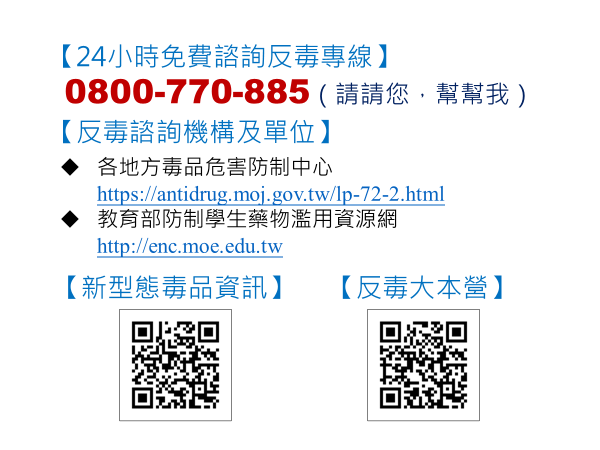 【24小時免費諮詢反毒專線】
0800-770-885（請請您，幫幫我）
【反毒諮詢機構及單位】
◆ 各地方毒品危害防制中心
https://antidrug.moj.gov.tw/lp-72-2.html
◆ 教育部防制學生藥物濫用資源網
http://enc.moe.edu.tw
【新型態毒品資訊】 【反毒大本營】